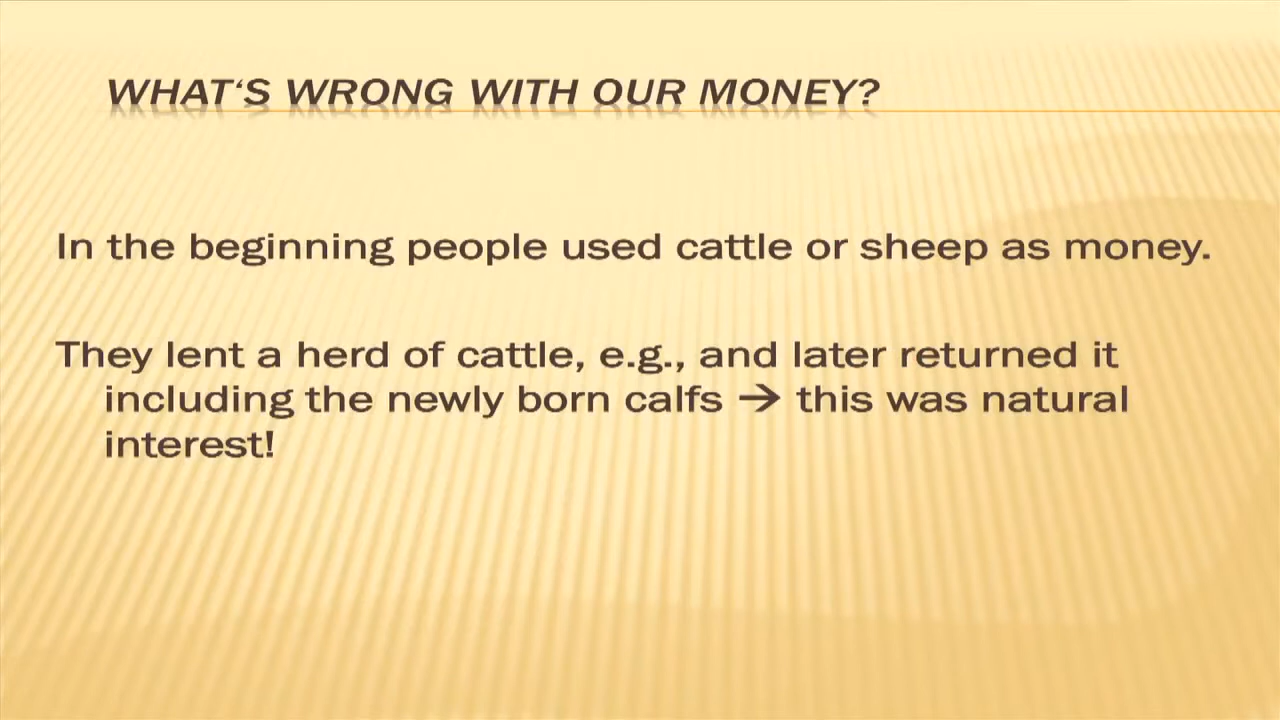 WHAT‘S WRONG WITH OUR MONEY?
In the beginning people used cattle or sheep as money.
They lent a herd of cattle, e.g., and later returned it
including the newly born calfs → this was natural
interest!